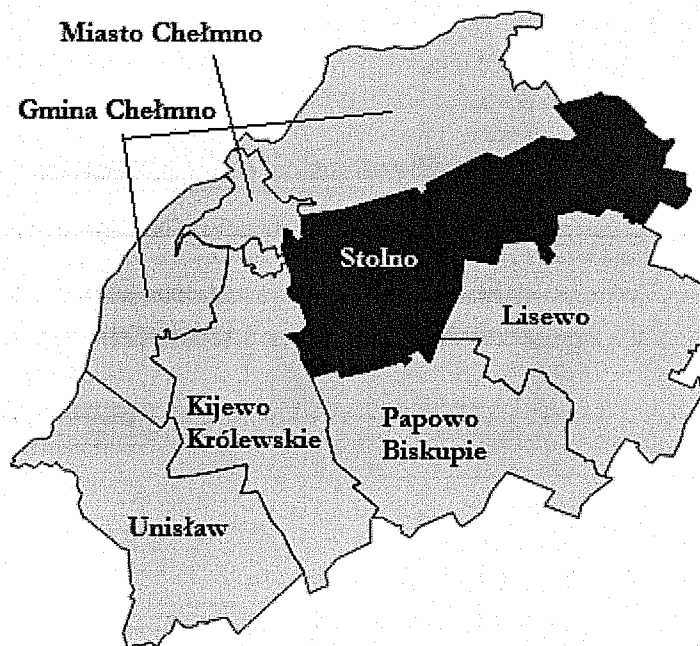 Miasto Chełmno
Gmina Chełmno
Stolno
Lisewo
Kijewo
Królewskie
Papowo
Biskupie
Unisław